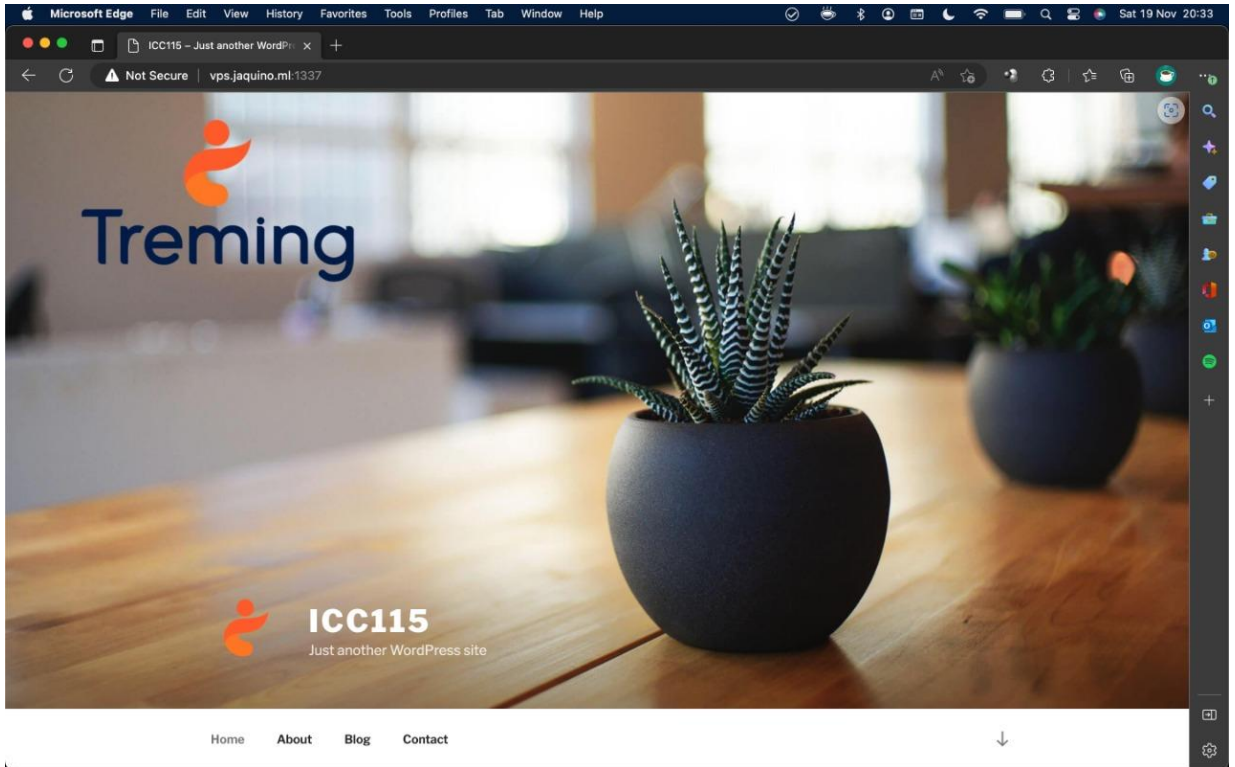 Microsoft Edge File Edit View History Favorites Tools Profiles Tab Window Help Sat 19 Nov 20:33
ICC115 – Just another WordPr
Not Secure vps.jaquino.ml:1337
Treming
ICC115
Just another WordPress site
Home About Blog Contact